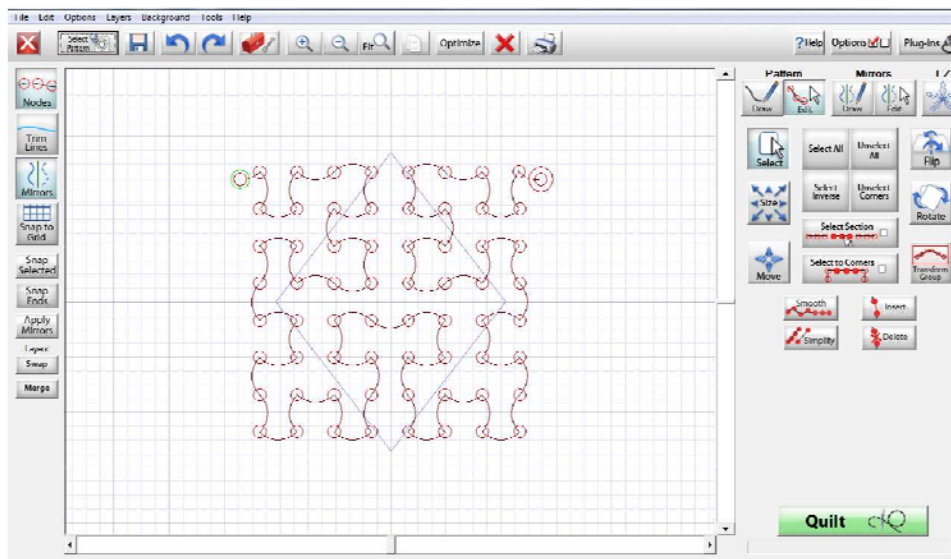 File Edit Options Layers Background Tools Help
Select Pattern
Fit
Optimize
?Help
Options
Plug-Ins
Pattern
Mirrors
Draw
Edit
Draw
Edit
Nodes
Trim
Lines
Mirrors
Snap to
Grid
Snap
Selected
Snap
Ends
Apply
Mirrors
Layers
Swap
Merge
Select
Select All
Unselect
All
Flip
Size
Select
Inverse
Unselect
Corners
Rotate
Select Section
Move
Select to Corners
Transform
Group
Smooth
Insert
Simplify
Delete
Quilt